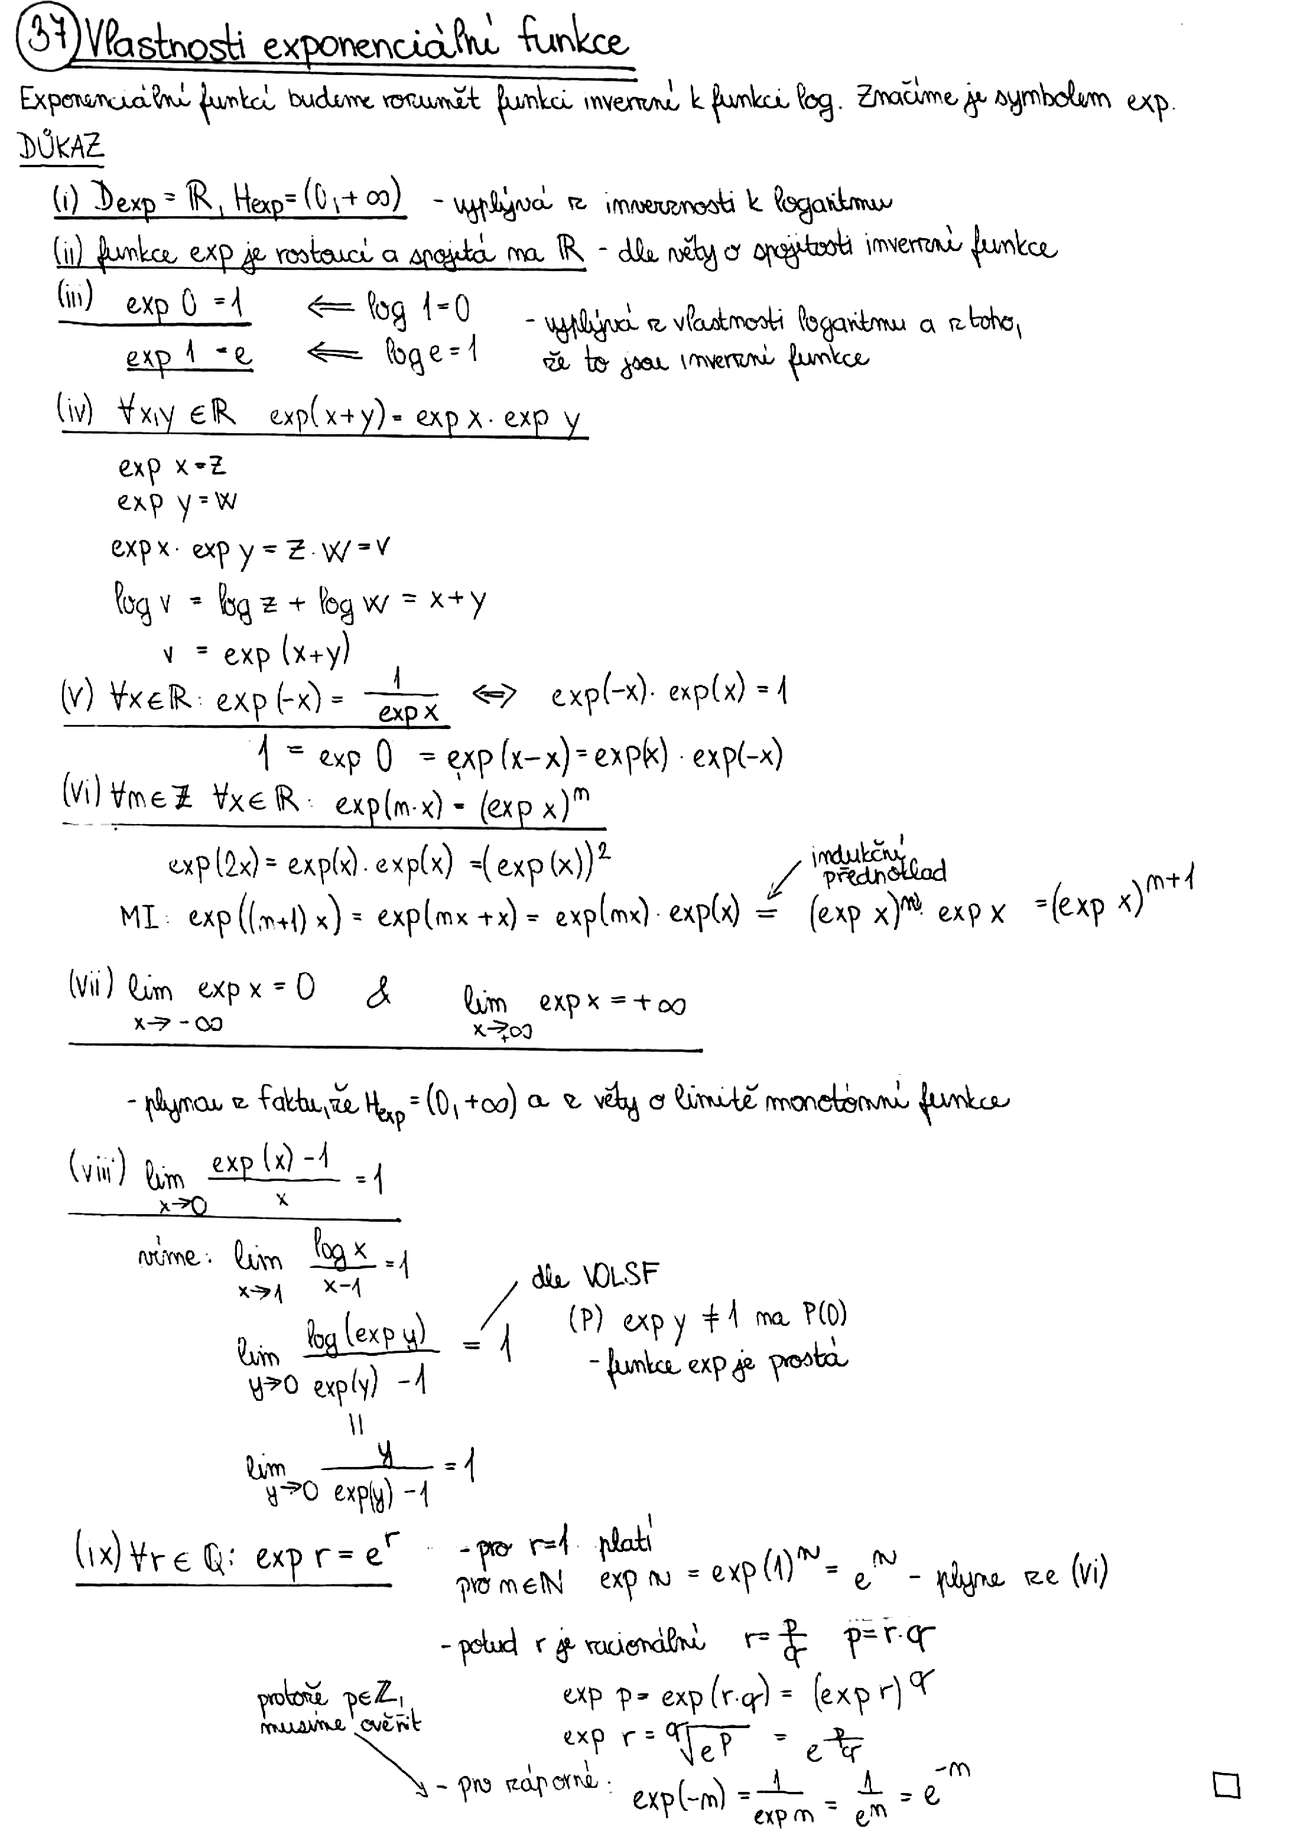 37 Vlastnosti exponenciální funkce
Exponenciální funkcí budeme rozumět funkci inverzní k funkci log. Značíme je symbolem exp.
DŮKAZ
(i) Dexp = ℝ, Hexp = (0, +∞) - vyplývá z inverznosti k logaritmu
(ii) funkce exp je rostoucí a spojitá na ℝ - dle věty o spojitosti inverzní funkce
(iii) exp 0 = 1 ⇐ log 1 = 0
exp 1 = e ⇐ log e = 1
- vyplývá z vlastnosti logaritmu a z toho,
že to jsou inverzní funkce
(iv) ∀x,y ∈ ℝ exp(x+y) = exp x · exp y
exp x = z
exp y = w
exp x · exp y = z · w = v
log v = log z + log w = x+y
v = exp (x+y)
(v) ∀x∈ℝ: exp(-x) = 1/exp x ⇔ exp(-x) · exp(x) = 1
1 = exp 0 = exp(x-x) = exp(x) · exp(-x)
(vi) ∀n∈ℤ ∀x∈ℝ: exp(n·x) = (exp x)^n
exp(2x) = exp(x) . exp(x) = (exp(x))²
indukční
předpoklad
MI: exp((n+1) x) = exp(nx + x) = exp(nx) · exp(x) = (exp x)^n · exp x = (exp x)^{n+1}
(vii) lim_{x→-∞} exp x = 0 & lim_{x→+∞} exp x = +∞
- plynou z faktu, že Hexp = (0, +∞) a z věty o limitě monotónní funkce
(viii) lim_{x→0} (exp(x) - 1)/x = 1
víme: lim_{x→1} log x/(x-1) = 1
dle VOLSF
(P) exp y ≠ 1 na P(0)
- funkce exp je prostá
lim_{y→0} log(exp y)/(exp(y) - 1) = 1
||
lim_{y→0} y/(exp(y) - 1) = 1
(ix) ∀r ∈ ℚ: exp r = e^r - pro r=1 platí
pro n∈ℕ exp n = exp(1)^n = e^n - plyne ze (vi)
- pokud r je racionální r = p/q p = r·q
protože p∈ℤ,
musíme ověřit
exp p = exp(r·q) = (exp r)^q
exp r = ^q√(e^p) = e^{p/q}
- pro záporné: exp(-n) = 1/exp n = 1/e^n = e^{-n} □